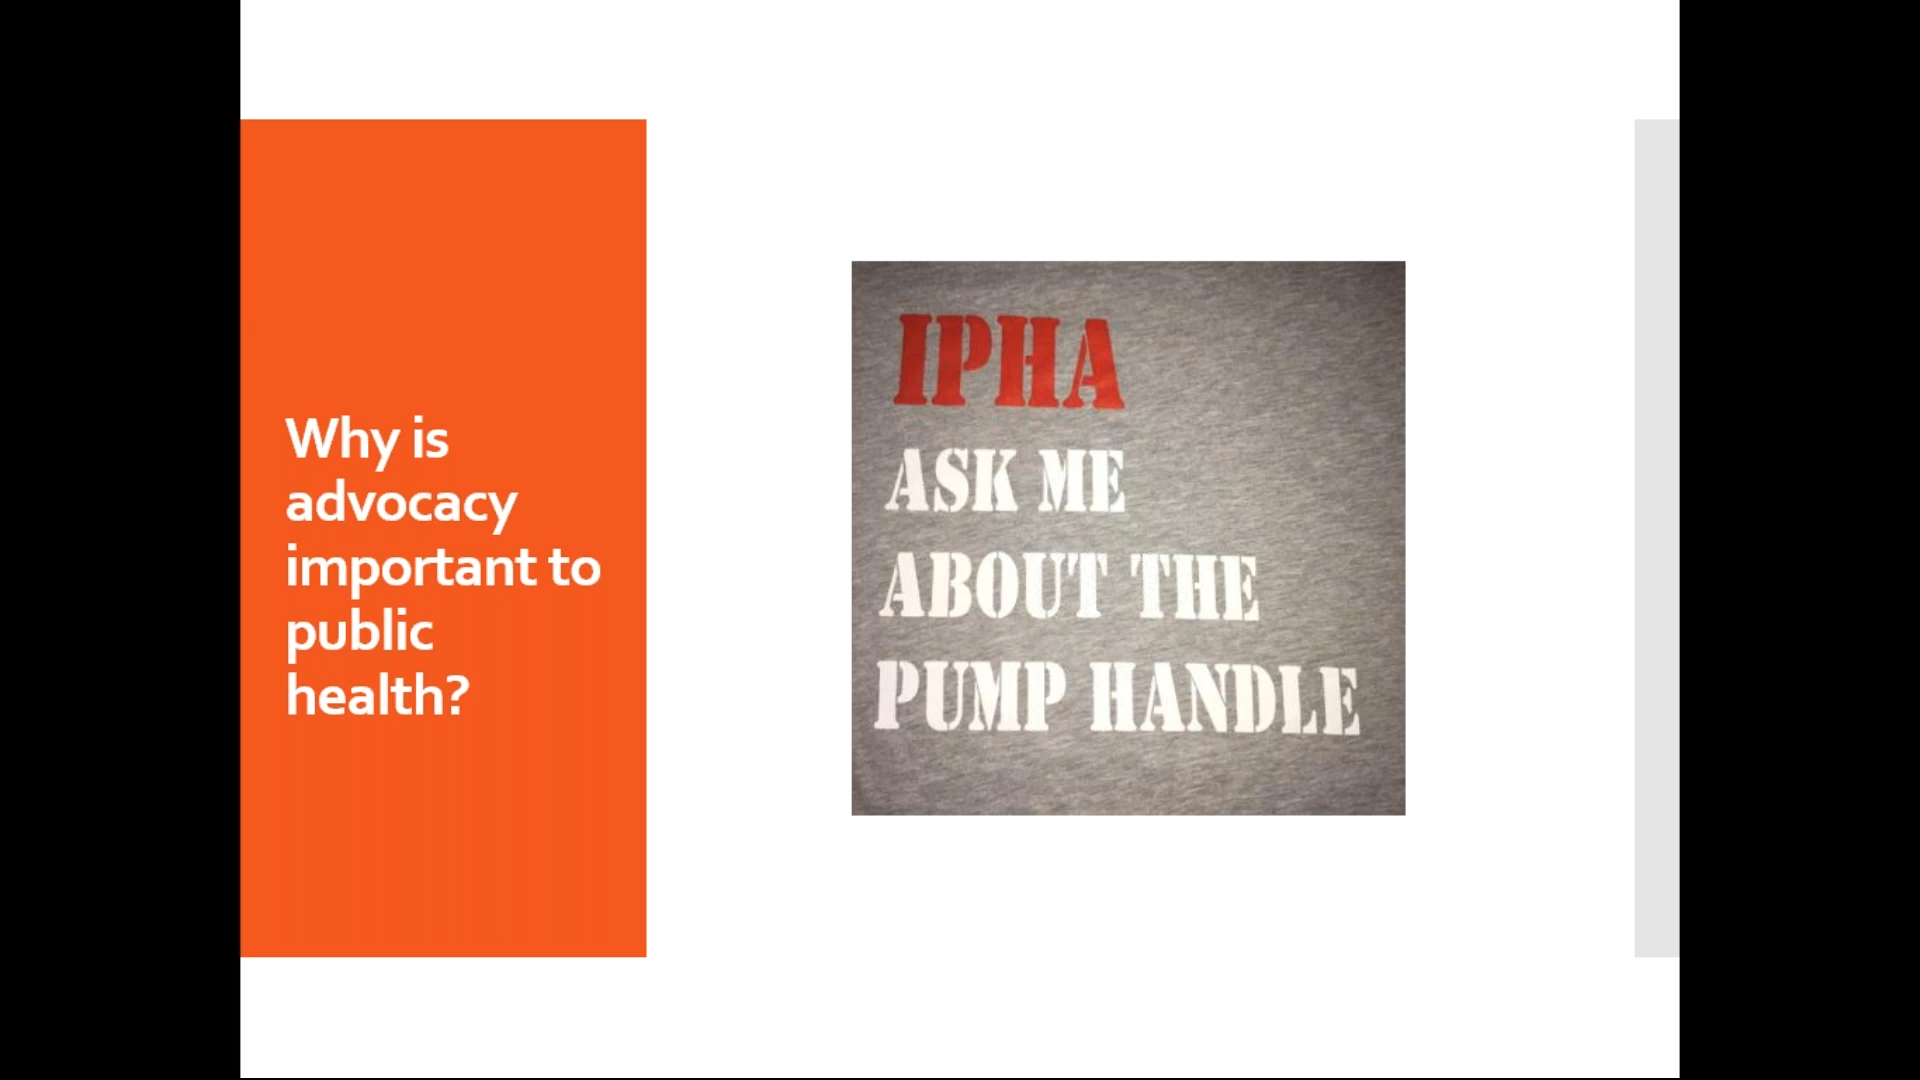 Why is
advocacy
important to
public
health?
IPHA
ASK ME
ABOUT THE
PUMP HANDLE